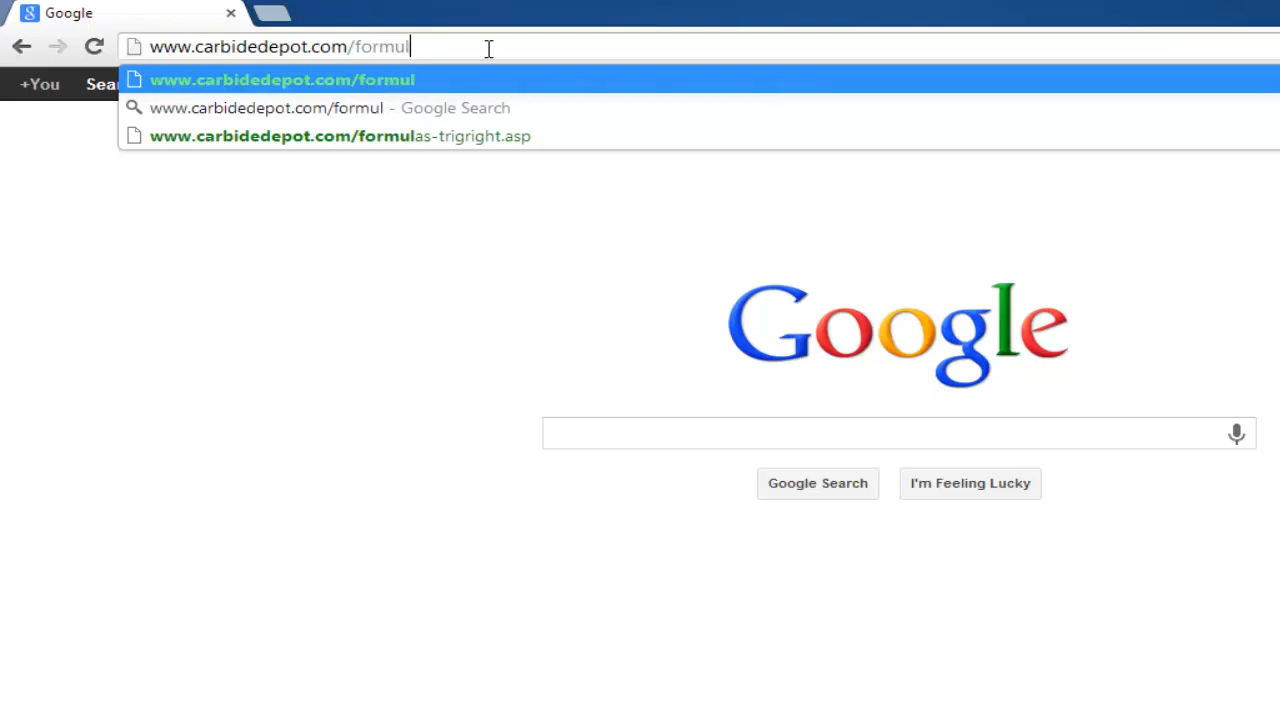 Google
www.carbidedepot.com/formul
+You
www.carbidedepot.com/formul
www.carbidedepot.com/formul - Google Search
www.carbidedepot.com/formulas-trigright.asp
Google
Google Search I'm Feeling Lucky